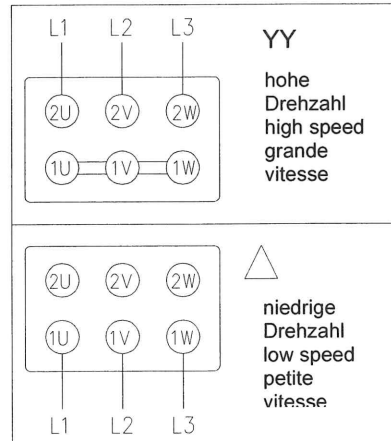 L1 L2 L3
YY
2U 2V 2W
1U 1V 1W
hohe
Drehzahl
high speed
grande
vitesse
2U 2V 2W
1U 1V 1W
L1 L2 L3
niedrige
Drehzahl
low speed
petite
vitesse